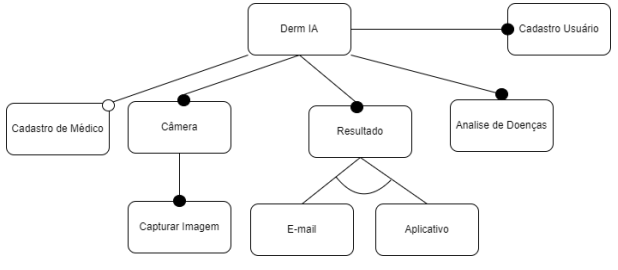 Derm IA
Cadastro Usuário
Cadastro de Médico
Câmera
Resultado
Analise de Doenças
Capturar Imagem
E-mail
Aplicativo